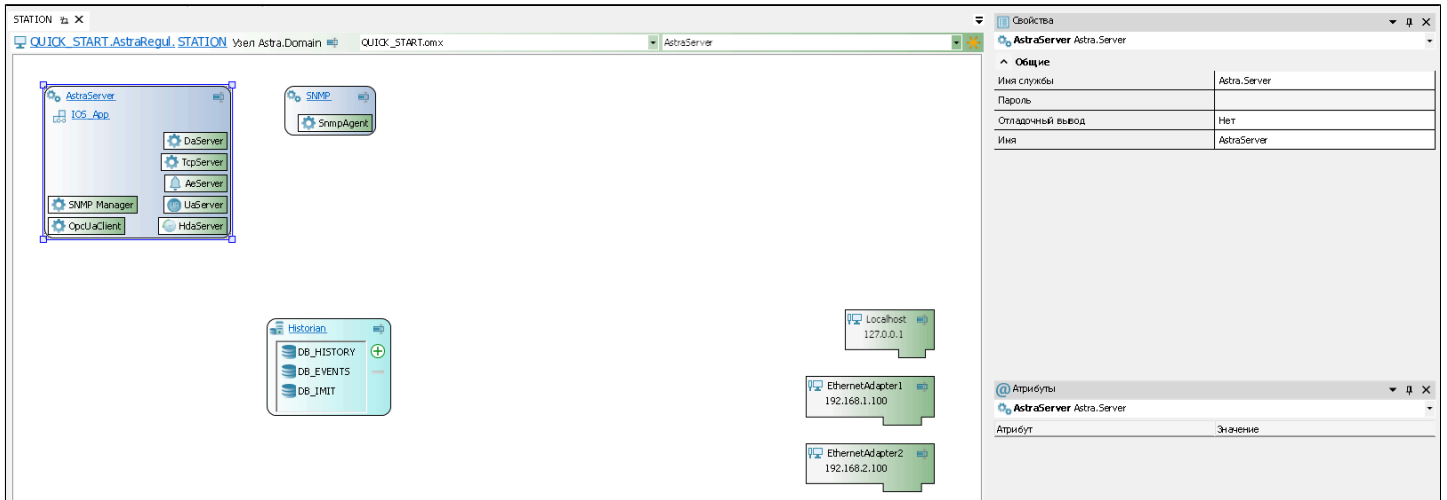 STATION
QUICK_START.AstraRegul. STATION Узел Astra.Domain QUICK_START.omx AstraServer
AstraServer
IOS_App
DaServer
TcpServer
AeServer
SNMP Manager UaServer
OpcUaClient HdaServer
SNMP
SnmpAgent
Historian
DB_HISTORY
DB_EVENTS
DB_IMIT
Localhost
127.0.0.1
EthernetAdapter1
192.168.1.100
EthernetAdapter2
192.168.2.100
Свойства
AstraServer Astra.Server
Общие
Имя службы Astra.Server
Пароль
Отладочный вывод Нет
Имя AstraServer
Атрибуты
AstraServer Astra.Server
Атрибут Значение